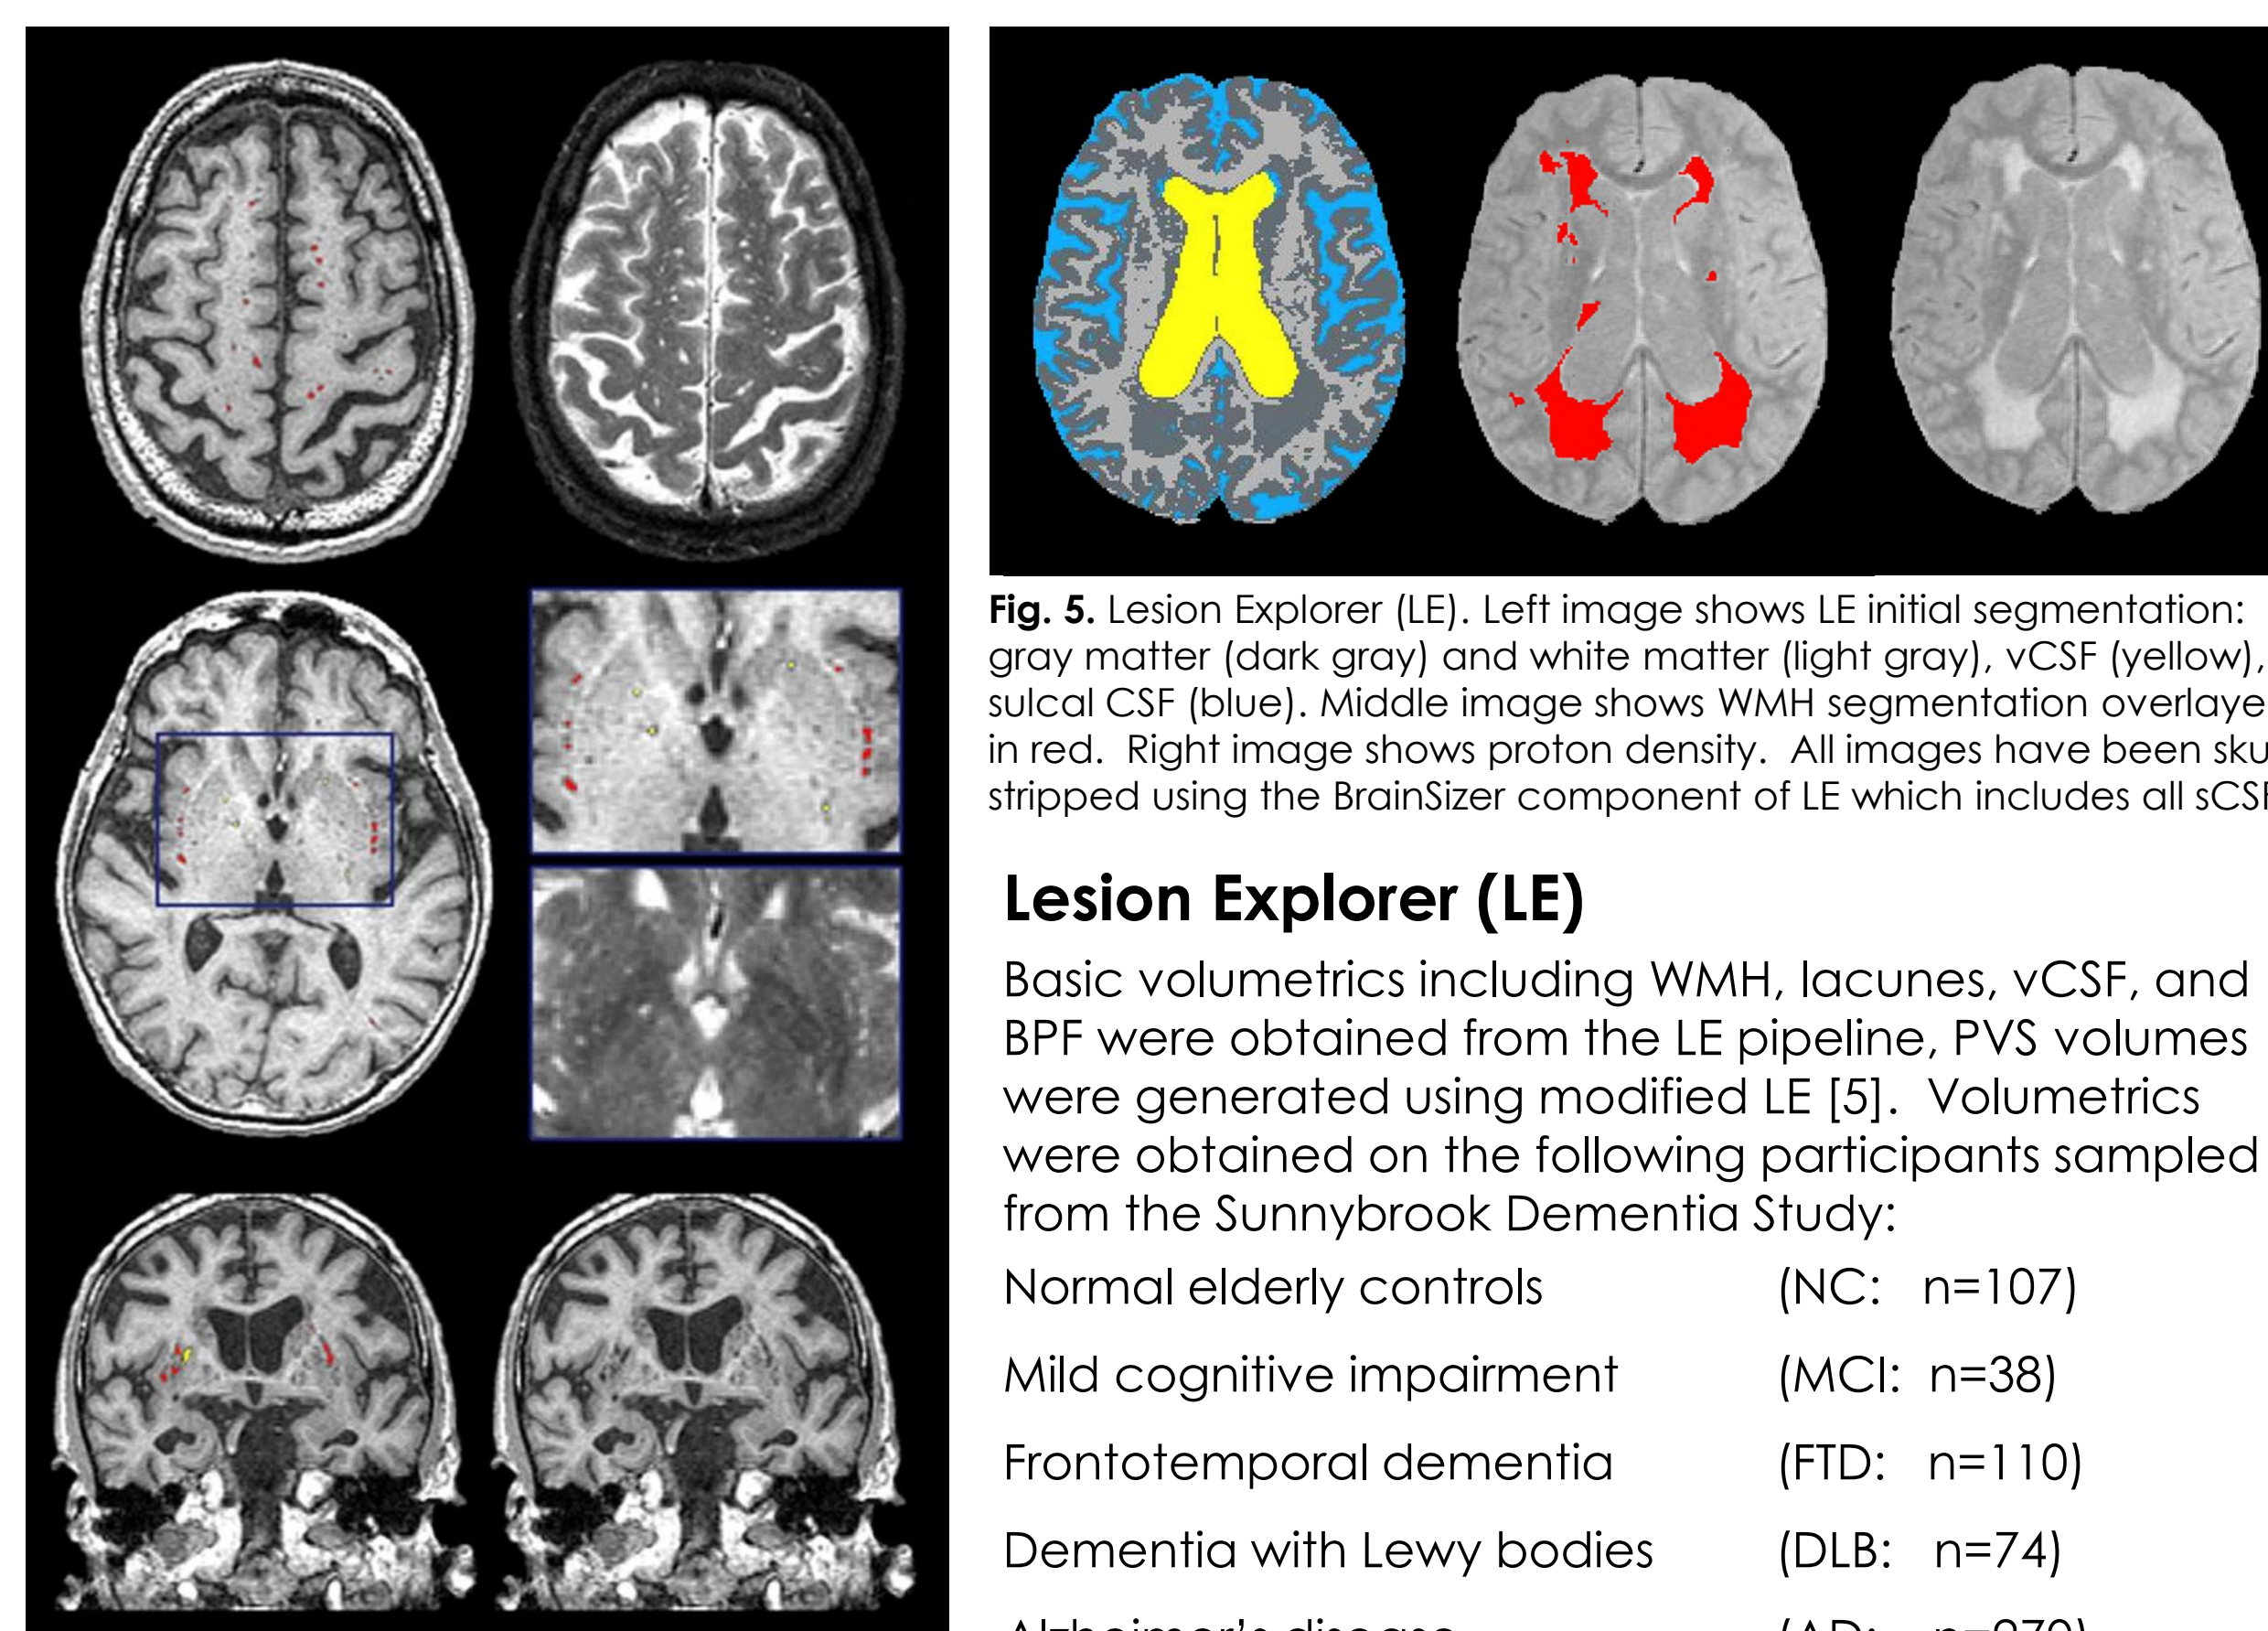 Fig. 5. Lesion Explorer (LE). Left image shows LE initial segmentation:
gray matter (dark gray) and white matter (light gray), vCSF (yellow),
sulcal CSF (blue). Middle image shows WMH segmentation overlaye
in red. Right image shows proton density. All images have been sku
stripped using the BrainSizer component of LE which includes all sCSF
Lesion Explorer (LE)
Basic volumetrics including WMH, lacunes, vCSF, and
BPF were obtained from the LE pipeline, PVS volumes
were generated using modified LE [5]. Volumetrics
were obtained on the following participants sampled
from the Sunnybrook Dementia Study:
Normal elderly controls (NC: n=107)
Mild cognitive impairment (MCI: n=38)
Frontotemporal dementia (FTD: n=110)
Dementia with Lewy bodies (DLB: n=74)
Alzheimer's disease (AD: